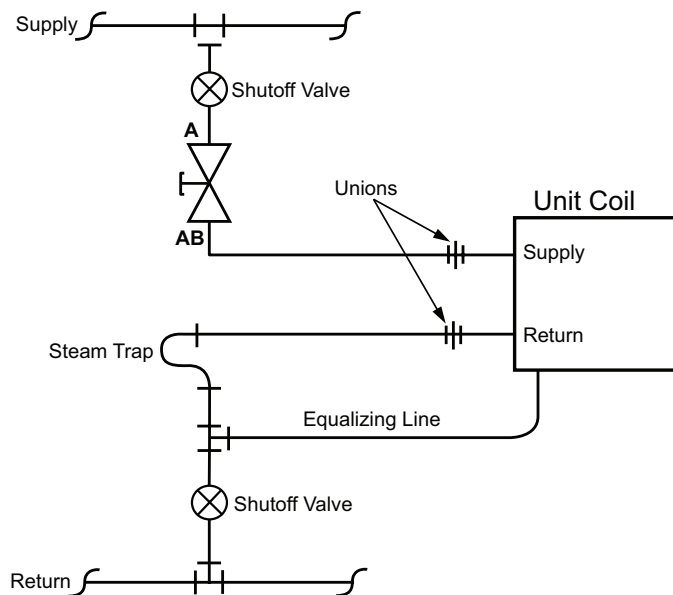 Supply
Shutoff Valve
A
AB
Unions
Unit Coil
Supply
Return
Steam Trap
Equalizing Line
Shutoff Valve
Return